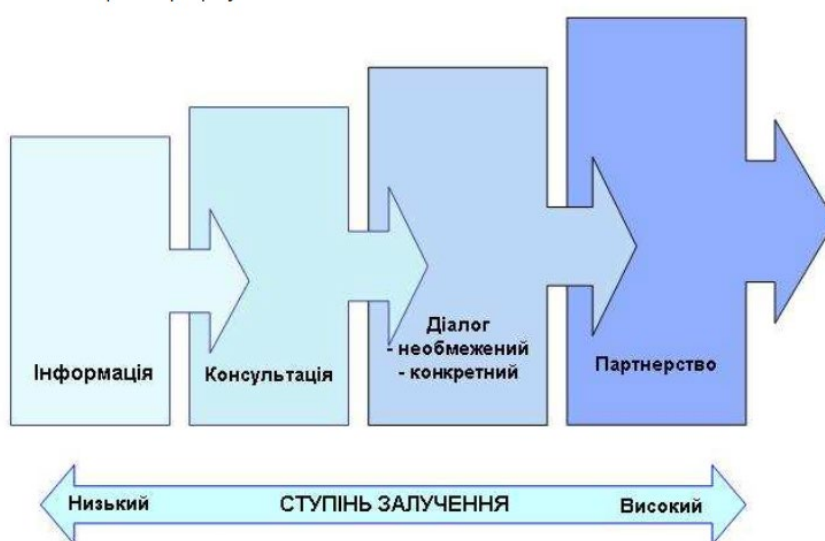 Інформація
Консультація
Діалог
- необмежений
- конкретний
Партнерство
Низький
СТУПІНЬ ЗАЛУЧЕННЯ
Високий